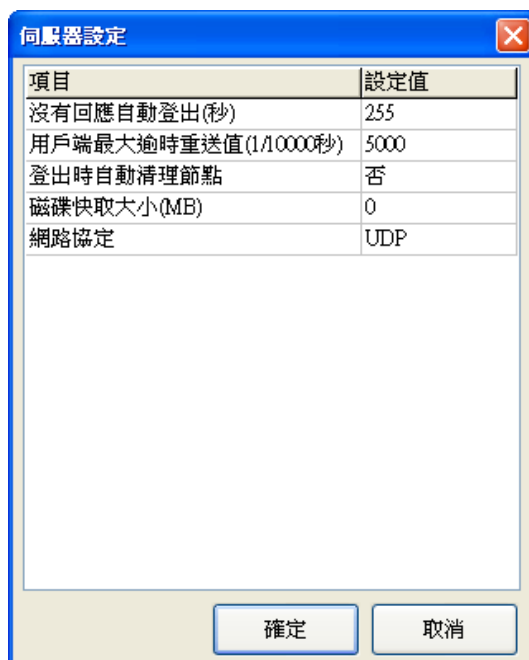 伺服器設定
項目 設定值
沒有回應自動登出(秒) 255
用戶端最大逾時重送值(1/10000秒) 5000
登出時自動清理節點 否
磁碟快取大小(MB) 0
網路協定 UDP
確定 取消